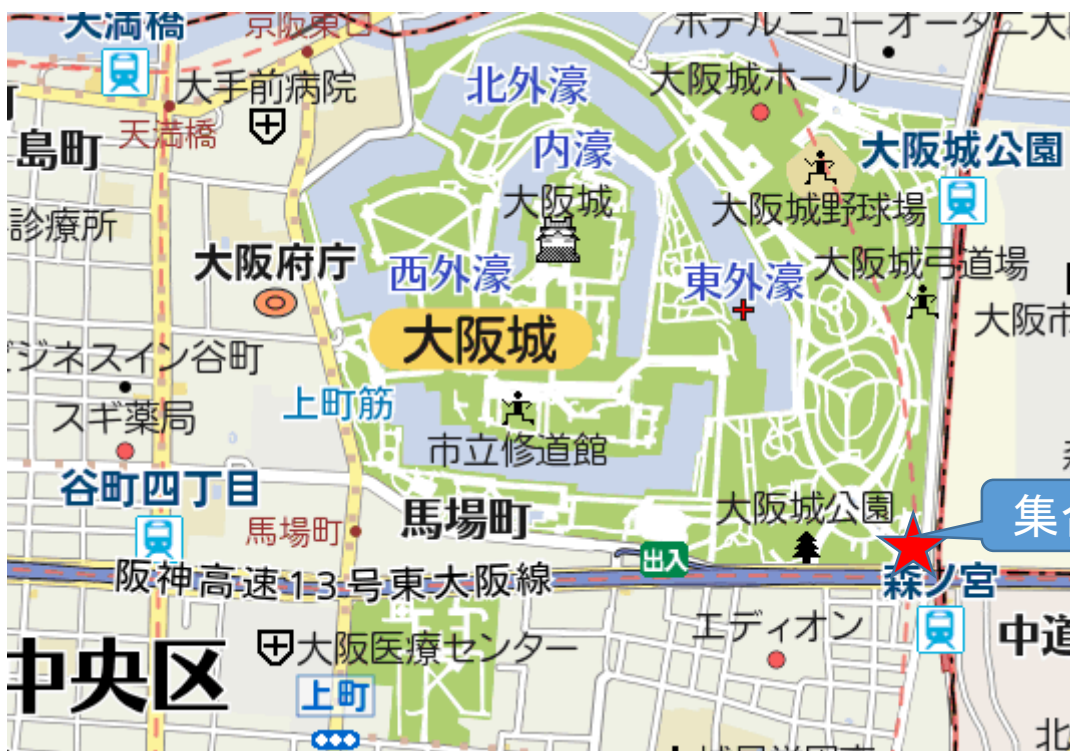 天満橋
京阪東口
ホテルニューオータニ大
大手前病院
北外濠
大阪城ホール
町
天満橋
島町
内濠
大阪城公園
大阪城
大阪城野球場
診療所
大阪府庁
西外濠
東外濠
大阪城弓道場
大阪市
大阪城
ビジネスイン谷町
上町筋
スギ薬局
市立修道館
谷町四丁目
馬場町
馬場町
大阪城公園
集合
出入
阪神高速13号東大阪線
森ノ宮
エディオン
中道
中央区
大阪医療センター
上町
北